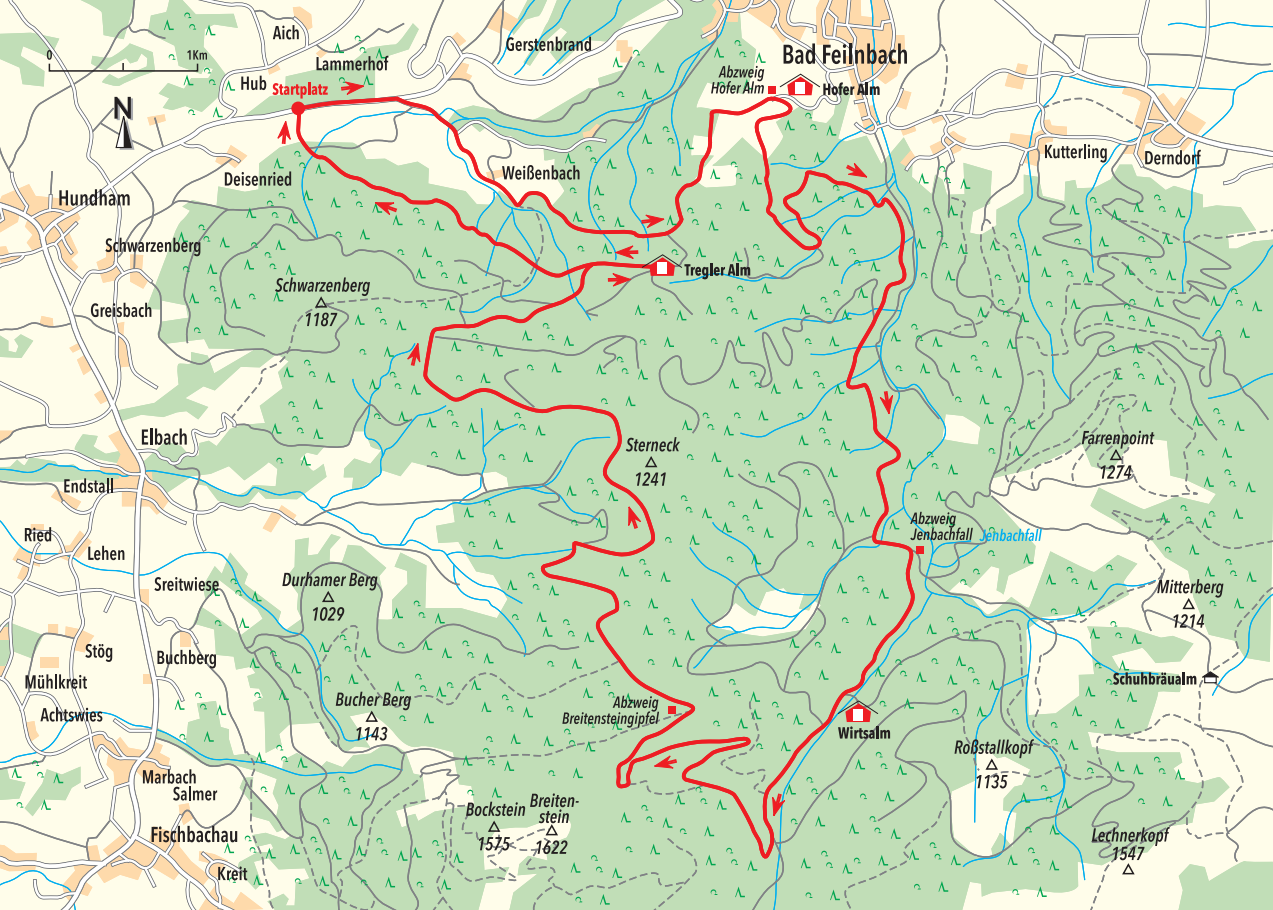 Aich
Gerstenbrand
Bad Feilnbach
0
1Km
Lammerhof
Hub
Startplatz
Abzweig
Hofer Alm
Hofer Alm
N
Kutterling
Derndorf
Weißenbach
Deisenried
Hundham
Schwarzenberg
Tregler Alm
Schwarzenberg
1187
Greisbach
Elbach
Sterneck
1241
Farrenpoint
1274
Endstall
Ried
Lehen
Abzweig
Jenbachfall
Jenbachfall
Sreitwiese
Durhamer Berg
1029
Mitterberg
1214
Stög
Buchberg
Mühlkreit
Schuhbräualm
Achtswies
Bucher Berg
1143
Abzweig
Breitensteingipfel
Wirtsalm
Roßstallkopf
1135
Marbach
Salmer
Bockstein
1575
Breiten-
stein
1622
Fischbachau
Lechnerkopf
1547
Kreit